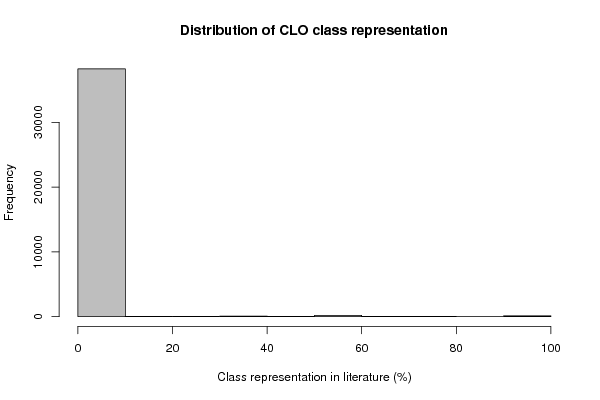 Distribution of CLO class representation
Frequency
30000
20000
10000
0
0 20 40 60 80 100
Class representation in literature (%)